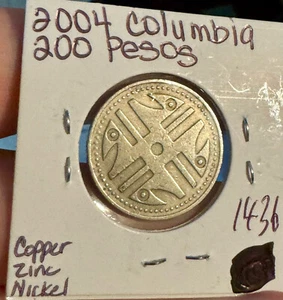 2004 Columbia
200 Pesos
1436
Copper
Zinc
Nickel